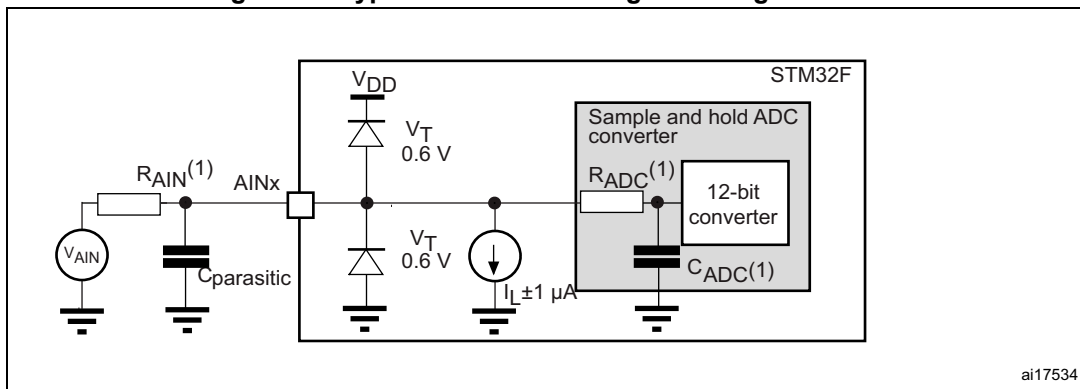 STM32F
VDD
VT
0.6 V
Sample and hold ADC
converter
RAIN(1)
AINx
RADC(1)
12-bit
converter
VAIN
Cparasitic
VT
0.6 V
IL±1 µA
CADC(1)
ai17534